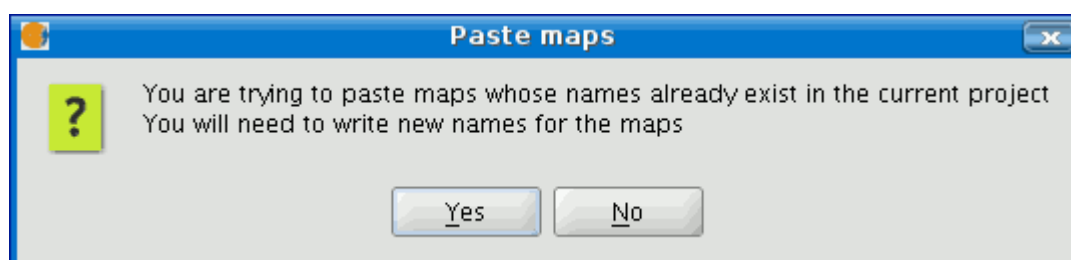 Paste maps
You are trying to paste maps whose names already exist in the current project
You will need to write new names for the maps
Yes No